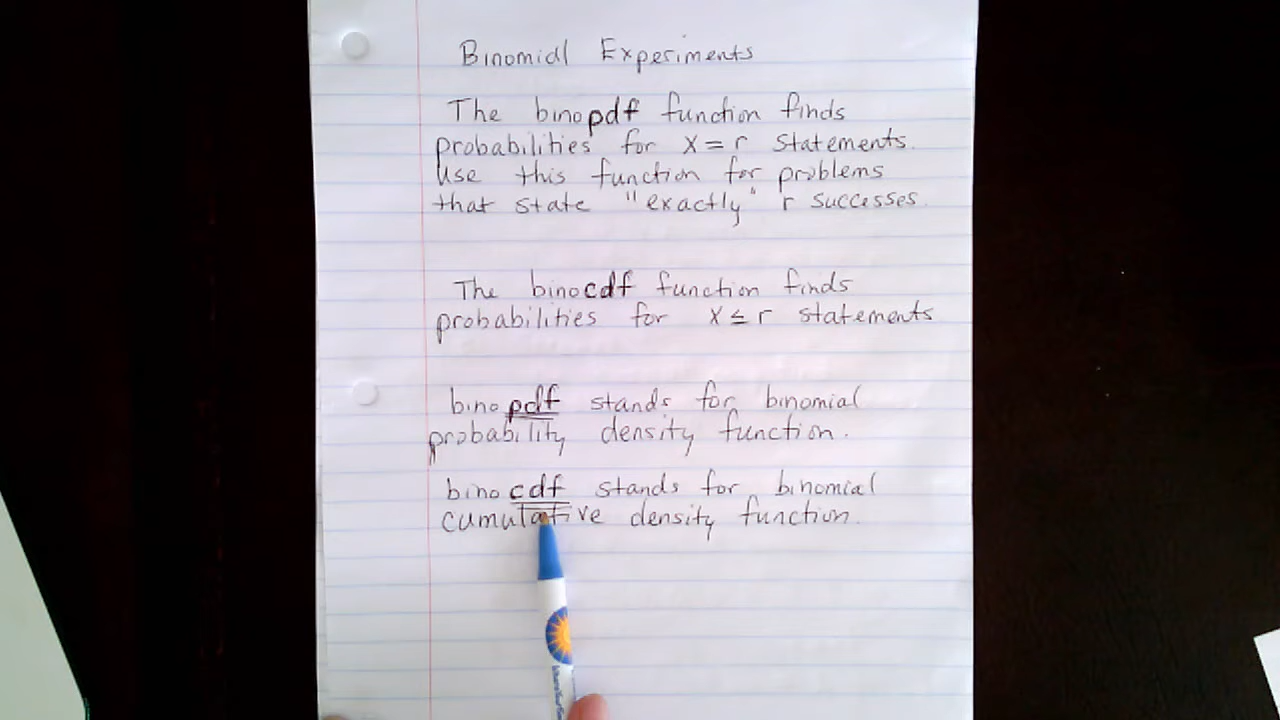 Binomial Experiments
The binopdf function finds
probabilities for x = r statements.
Use this function for problems
that state "exactly" r successes.
The binocdf function finds
probabilities for x ≤ r statements
binopdf stands for binomial
probability density function.
binocdf stands for binomial
cumulative density function.